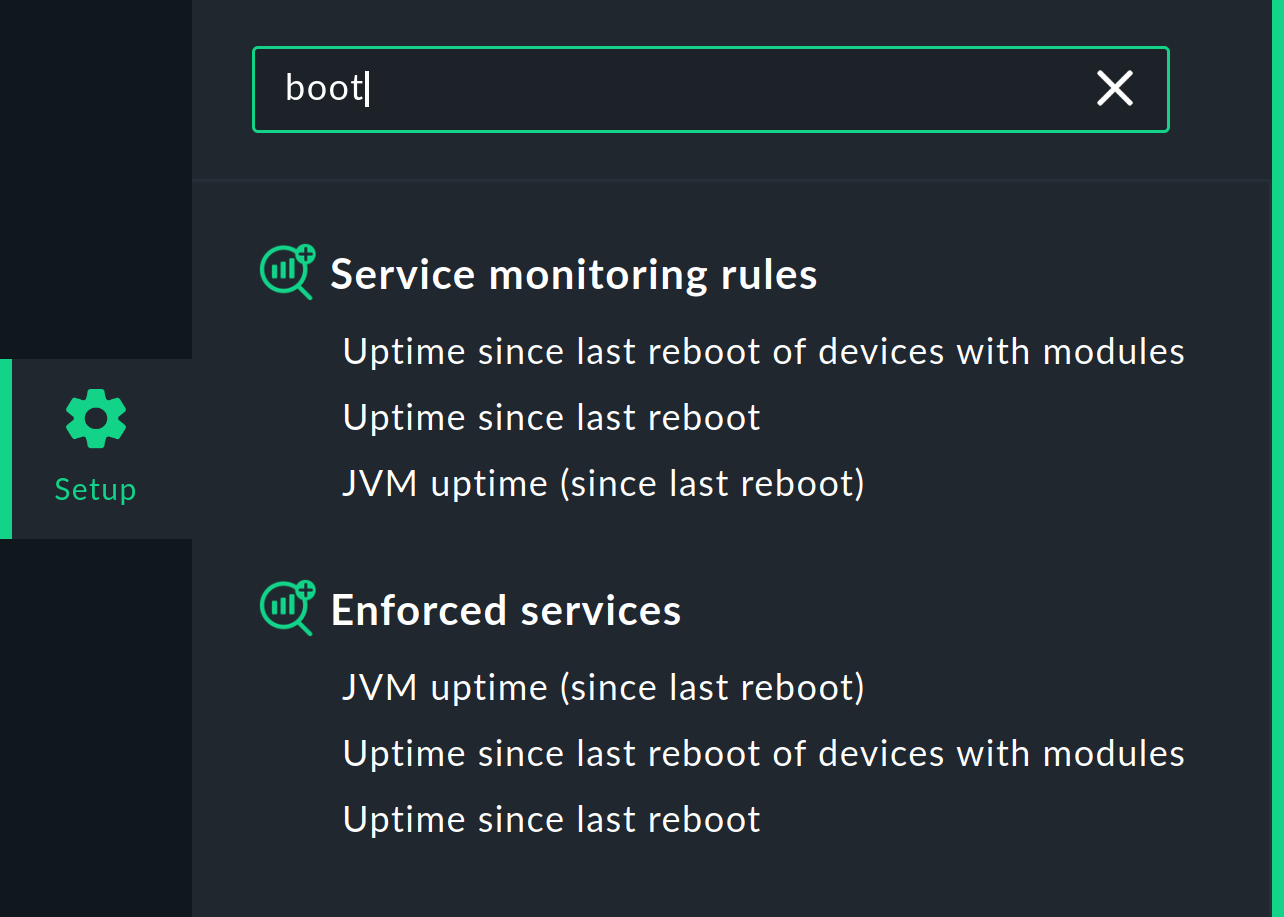 boot
Service monitoring rules
Uptime since last reboot of devices with modules
Uptime since last reboot
JVM uptime (since last reboot)
Setup
Enforced services
JVM uptime (since last reboot)
Uptime since last reboot of devices with modules
Uptime since last reboot